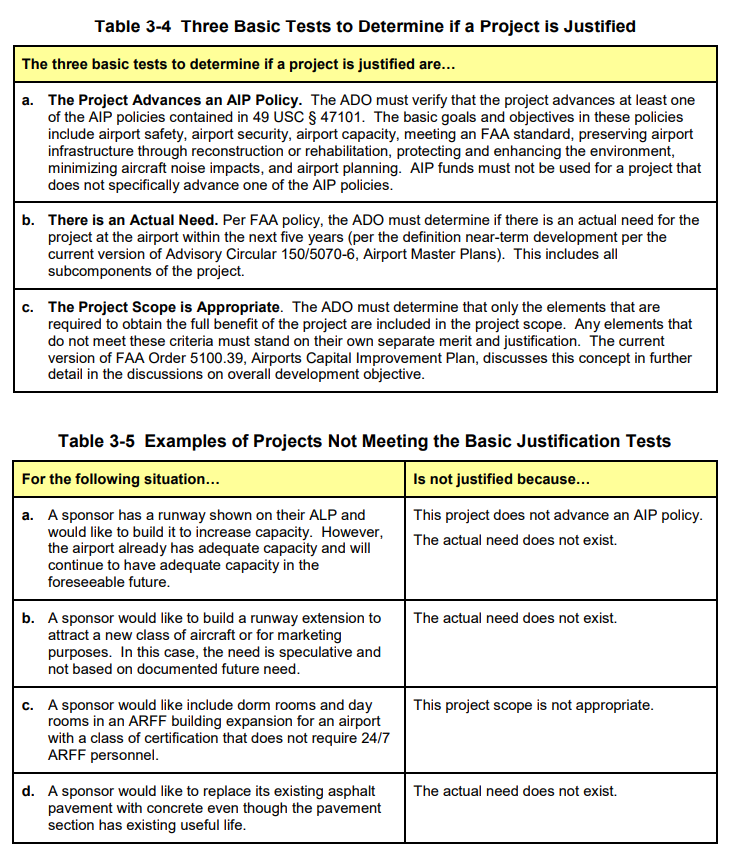 Table 3-4  Three Basic Tests to Determine if a Project is Justified
The three basic tests to determine if a project is justified are…
a. The Project Advances an AIP Policy.  The ADO must verify that the project advances at least one
of the AIP policies contained in 49 USC § 47101.  The basic goals and objectives in these policies
include airport safety, airport security, airport capacity, meeting an FAA standard, preserving airport
infrastructure through reconstruction or rehabilitation, protecting and enhancing the environment,
minimizing aircraft noise impacts, and airport planning.  AIP funds must not be used for a project that
does not specifically advance one of the AIP policies.
b. There is an Actual Need. Per FAA policy, the ADO must determine if there is an actual need for the
project at the airport within the next five years (per the definition near-term development per the
current version of Advisory Circular 150/5070-6, Airport Master Plans).  This includes all
subcomponents of the project.
c. The Project Scope is Appropriate.  The ADO must determine that only the elements that are
required to obtain the full benefit of the project are included in the project scope.  Any elements that
do not meet these criteria must stand on their own separate merit and justification.  The current
version of FAA Order 5100.39, Airports Capital Improvement Plan, discusses this concept in further
detail in the discussions on overall development objective.
Table 3-5  Examples of Projects Not Meeting the Basic Justification Tests
For the following situation…
Is not justified because…
a. A sponsor has a runway shown on their ALP and
would like to build it to increase capacity.  However,
the airport already has adequate capacity and will
continue to have adequate capacity in the
foreseeable future.
This project does not advance an AIP policy.
The actual need does not exist.
b. A sponsor would like to build a runway extension to
attract a new class of aircraft or for marketing
purposes.  In this case, the need is speculative and
not based on documented future need.
The actual need does not exist.
c. A sponsor would like include dorm rooms and day
rooms in an ARFF building expansion for an airport
with a class of certification that does not require 24/7
ARFF personnel.
This project scope is not appropriate.
d. A sponsor would like to replace its existing asphalt
pavement with concrete even though the pavement
section has existing useful life.
The actual need does not exist.